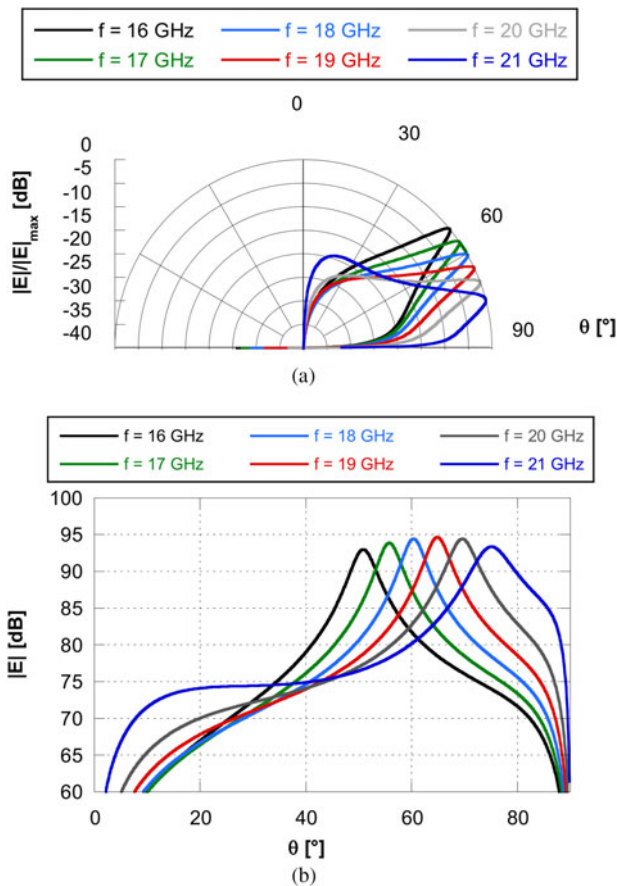 f = 16 GHz f = 18 GHz f = 20 GHz
f = 17 GHz f = 19 GHz f = 21 GHz
0
30
60
90
θ [°]
0
-5
-10
-15
-20
-25
-30
-35
-40
|E|/|E|max [dB]
(a)
f = 16 GHz f = 18 GHz f = 20 GHz
f = 17 GHz f = 19 GHz f = 21 GHz
100
95
90
85
80
75
70
65
60
|E| [dB]
0 20 40 60 80
θ [°]
(b)